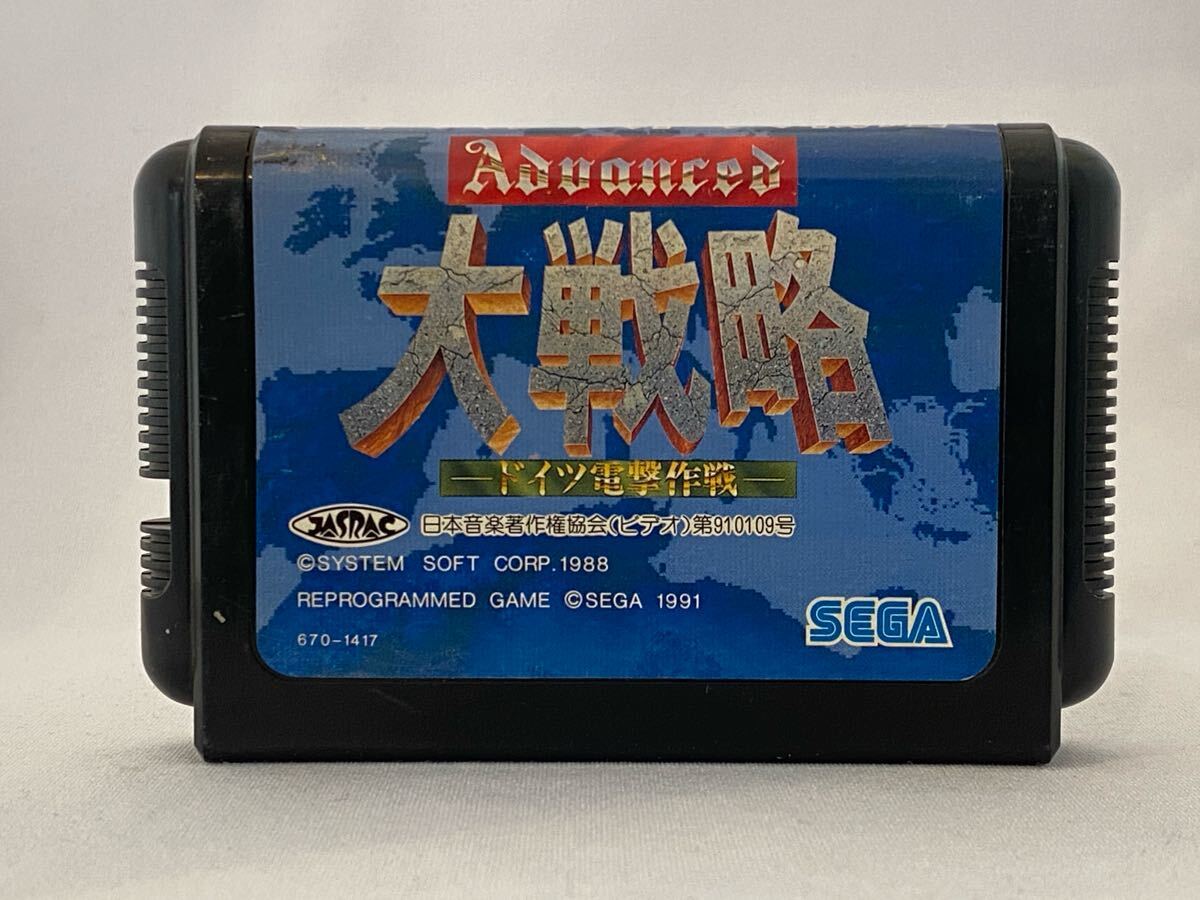 Advanced
大戦略
ードイツ電撃作戦ー
JASRAC 日本音楽著作権協会(ビデオ)第910109号
©SYSTEM SOFT CORP.1988
REPROGRAMMED GAME ©SEGA 1991
670-1417
SEGA